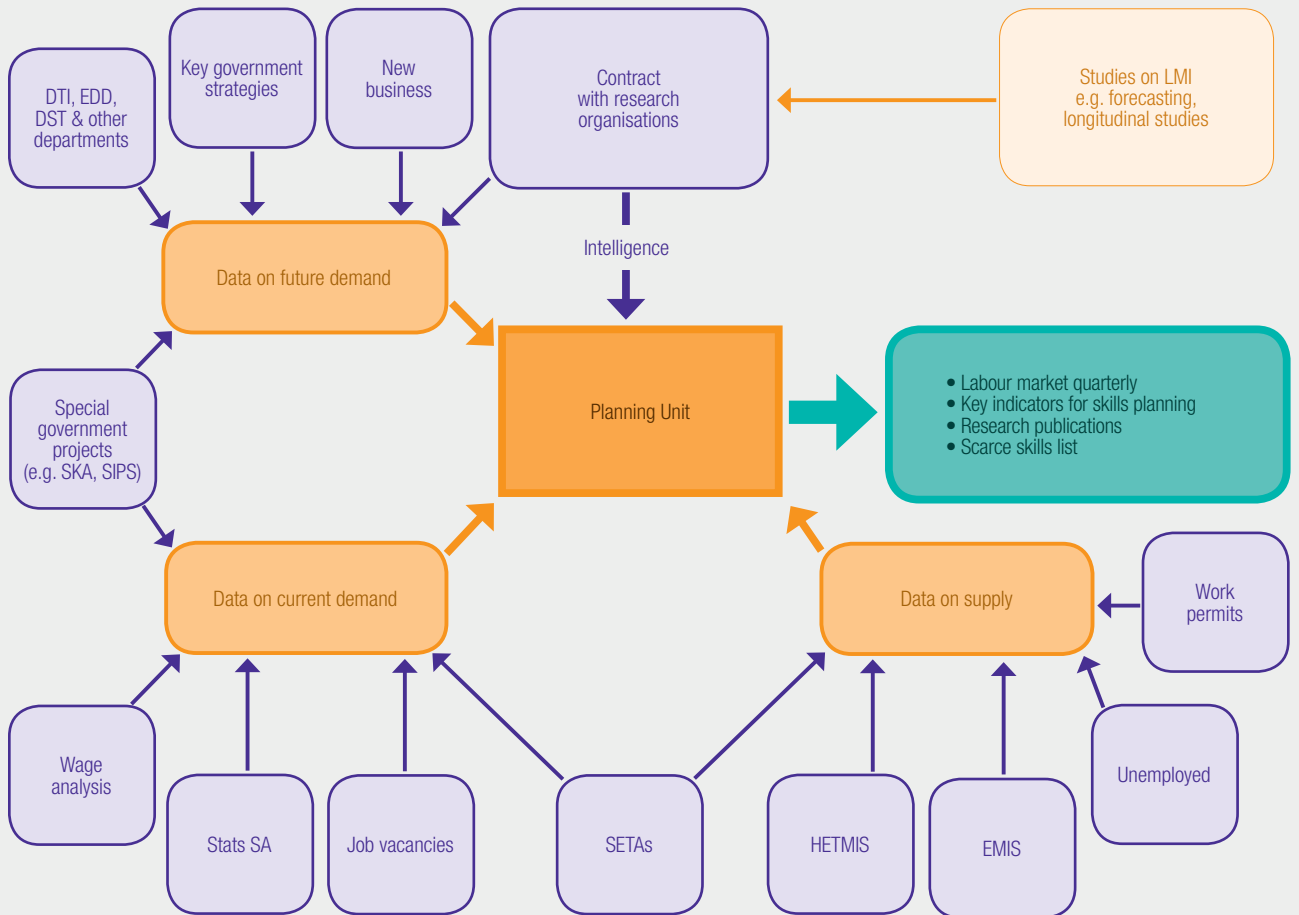 DTI, EDD,
DST & other
departments
Key government
strategies
New
business
Contract
with research
organisations
Studies on LMI
e.g. forecasting,
longitudinal studies
Data on future demand
Intelligence
Special
government
projects
(e.g. SKA, SIPS)
Planning Unit
• Labour market quarterly
• Key indicators for skills planning
• Research publications
• Scarce skills list
Data on current demand
Data on supply
Work
permits
Wage
analysis
Stats SA
Job vacancies
SETAs
HETMIS
EMIS
Unemployed